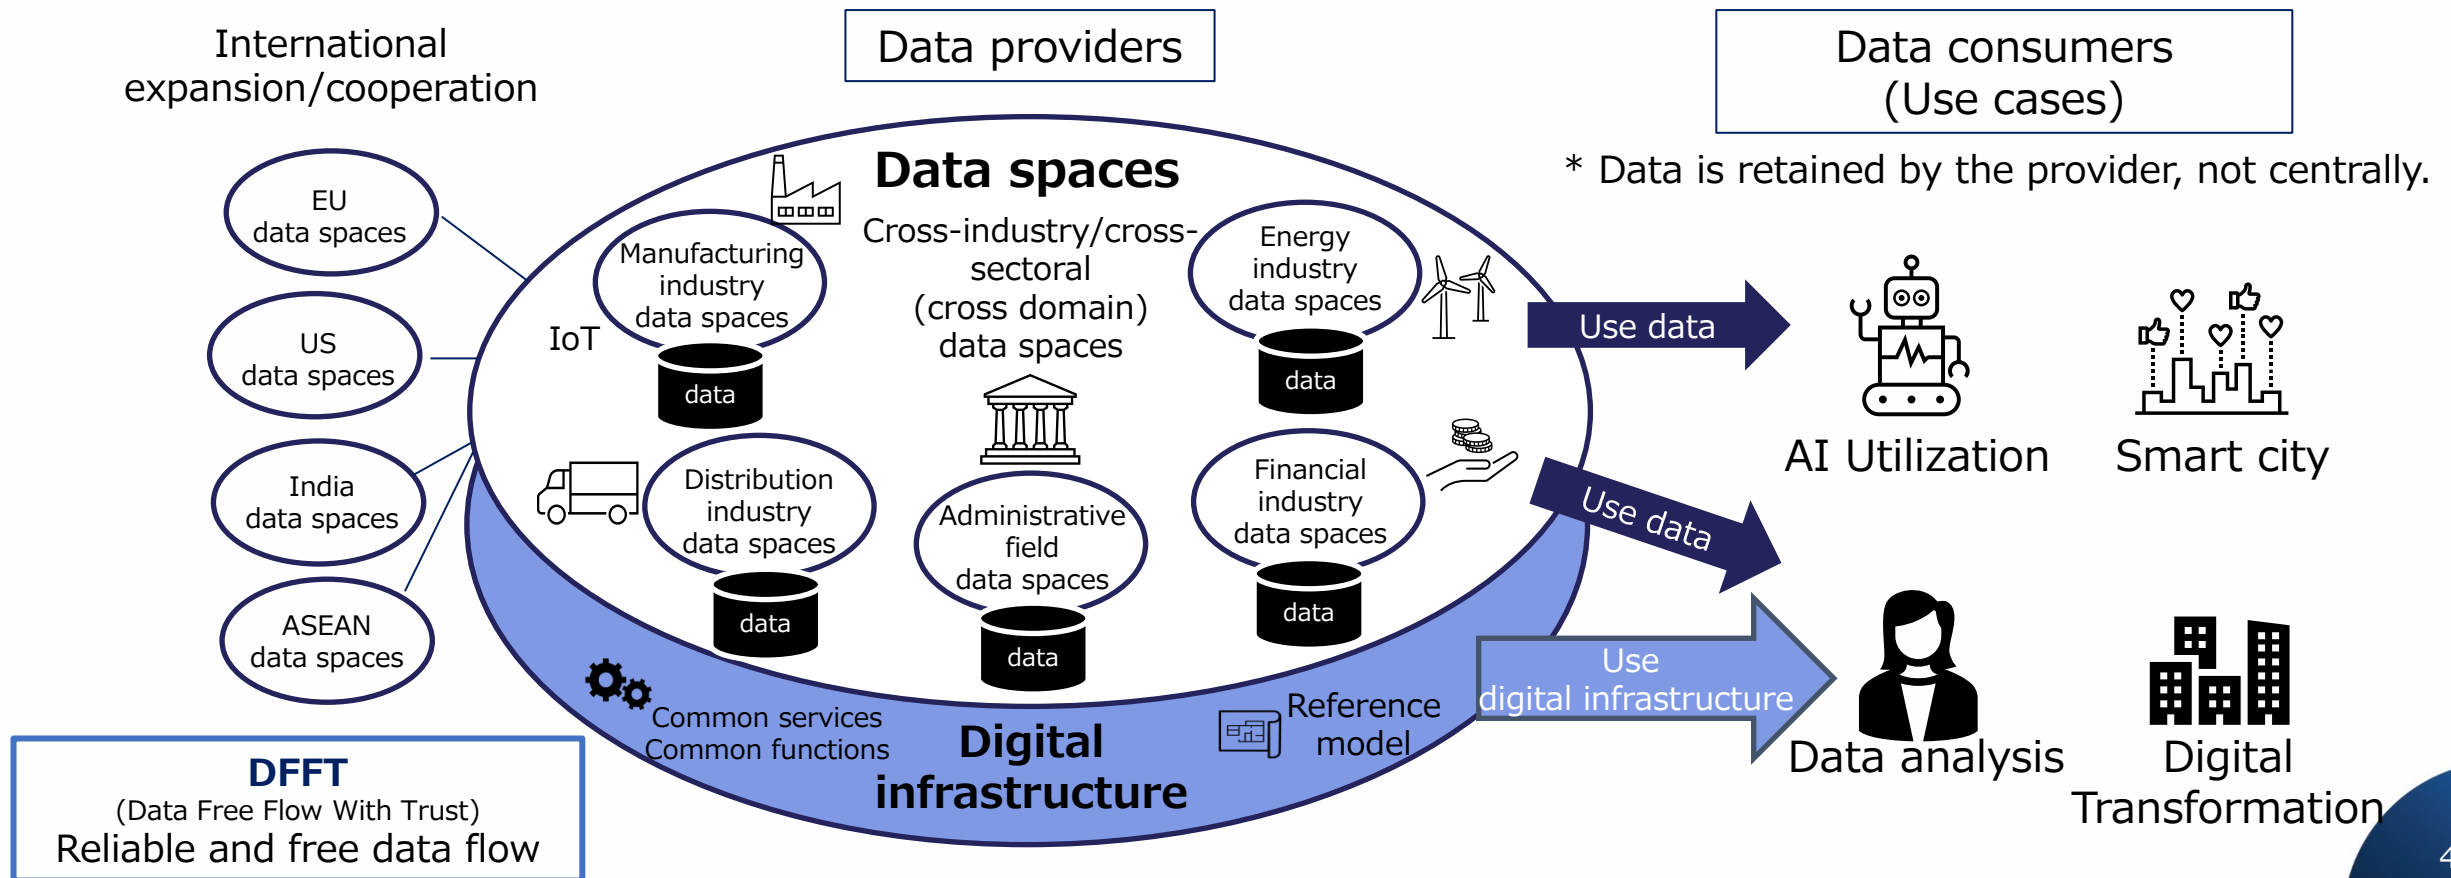 International
expansion/cooperation
EU
data spaces
US
data spaces
India
data spaces
ASEAN
data spaces
DFFT
(Data Free Flow With Trust)
Reliable and free data flow
Data providers
Data spaces
Cross-industry/cross-
sectoral
(cross domain)
data spaces
Manufacturing
industry
data spaces
IoT
data
Energy
industry
data spaces
data
Distribution
industry
data spaces
data
Administrative
field
data spaces
data
Financial
industry
data spaces
data
Common services
Common functions
Digital
infrastructure
Reference
model
Data consumers
(Use cases)
* Data is retained by the provider, not centrally.
Use data
Use data
Use
digital infrastructure
AI Utilization
Smart city
Data analysis
Digital
Transformation
4